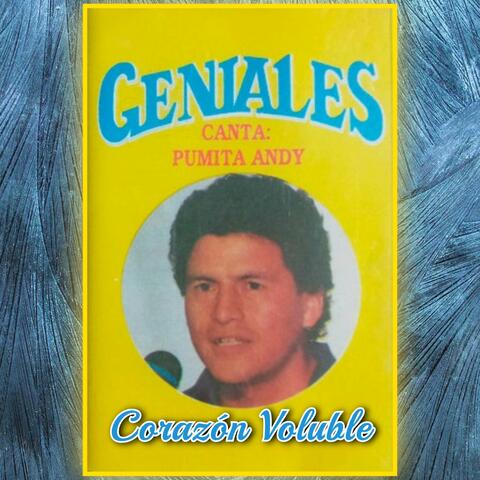 GENIALES
CANTA:
PUMITA ANDY
Corazón Voluble